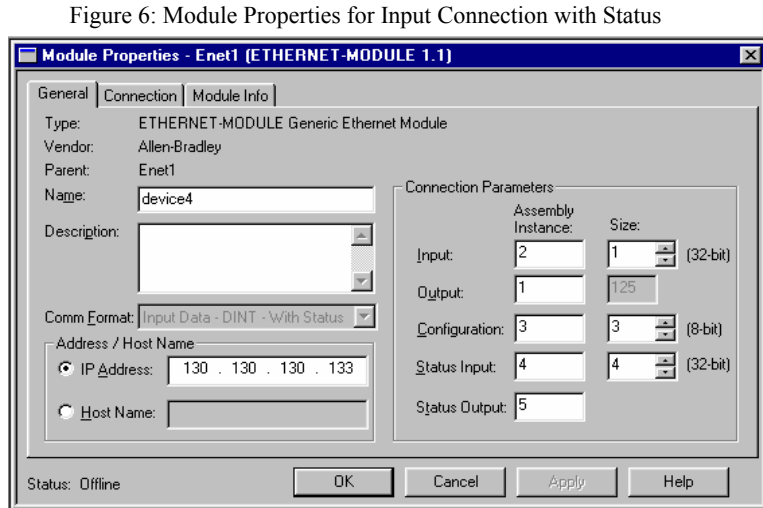 Figure 6: Module Properties for Input Connection with Status
Module Properties - Enet1 (ETHERNET-MODULE 1.1)
General Connection Module Info
Type: ETHERNET-MODULE Generic Ethernet Module
Vendor: Allen-Bradley
Parent: Enet1
Name: device4
Description:
Comm Format: Input Data - DINT - With Status
Address / Host Name
IP Address: 130 . 130 . 130 . 133
Host Name:
Connection Parameters
Assembly Instance: Size:
Input: 2 1 (32-bit)
Output: 1 125
Configuration: 3 3 (8-bit)
Status Input: 4 4 (32-bit)
Status Output: 5
Status: Offline
OK Cancel Apply Help